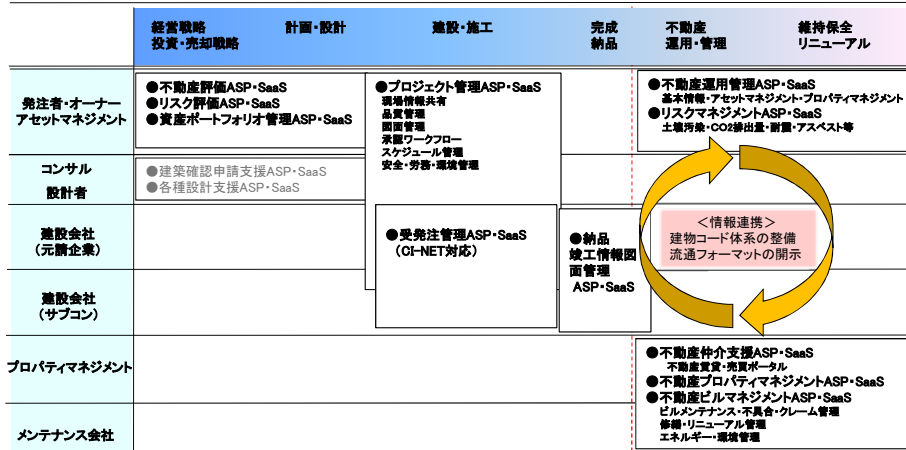 経営戦略
投資・売却戦略
計画・設計
建設・施工
完成
納品
不動産
運用・管理
維持保全
リニューアル
発注者・オーナー
アセットマネジメント
●不動産評価ASP・SaaS
●リスク評価ASP・SaaS
●資産ポートフォリオ管理ASP・SaaS
●プロジェクト管理ASP・SaaS
現場情報共有
品質管理
図面管理
承認ワークフロー
スケジュール管理
安全・労務・環境管理
●不動産運用管理ASP・SaaS
基本情報・アセットマネジメント・プロパティマネジメント
●リスクマネジメントASP・SaaS
土壌汚染・CO2排出量・耐震・アスベスト等
コンサル
設計者
●建築確認申請支援ASP・SaaS
●各種設計支援ASP・SaaS
建設会社
(元請企業)
●受発注管理ASP・SaaS
(CI-NET対応)
●納品
竣工情報図
面管理
ASP・SaaS
＜情報連携＞
建物コード体系の整備
流通フォーマットの開示
建設会社
(サブコン)
プロパティマネジメント
●不動産仲介支援ASP・SaaS
不動産賃貸・売買ポータル
●不動産プロパティマネジメントASP・SaaS
●不動産ビルマネジメントASP・SaaS
ビルメンテナンス・不具合・クレーム管理
修繕・リニューアル管理
エネルギー・環境管理
メンテナンス会社